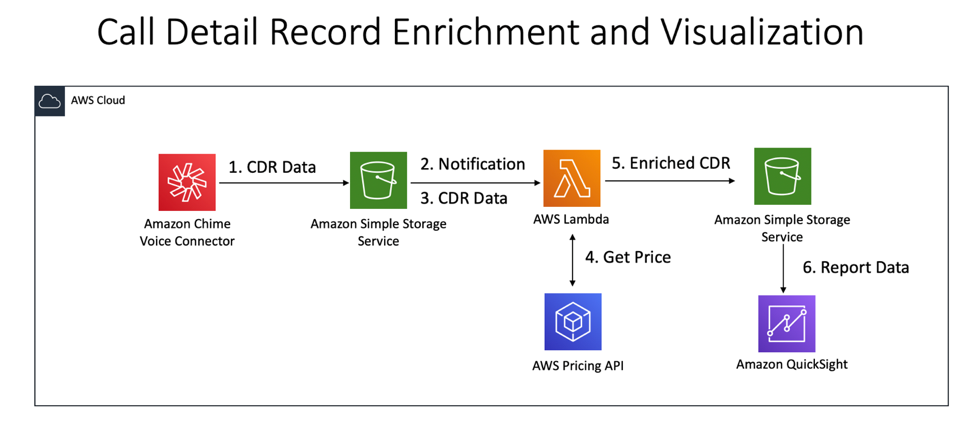 Call Detail Record Enrichment and Visualization
AWS Cloud
1. CDR Data
2. Notification
3. CDR Data
5. Enriched CDR
Amazon Chime
Voice Connector
Amazon Simple Storage
Service
AWS Lambda
Amazon Simple Storage
Service
4. Get Price
6. Report Data
AWS Pricing API
Amazon QuickSight